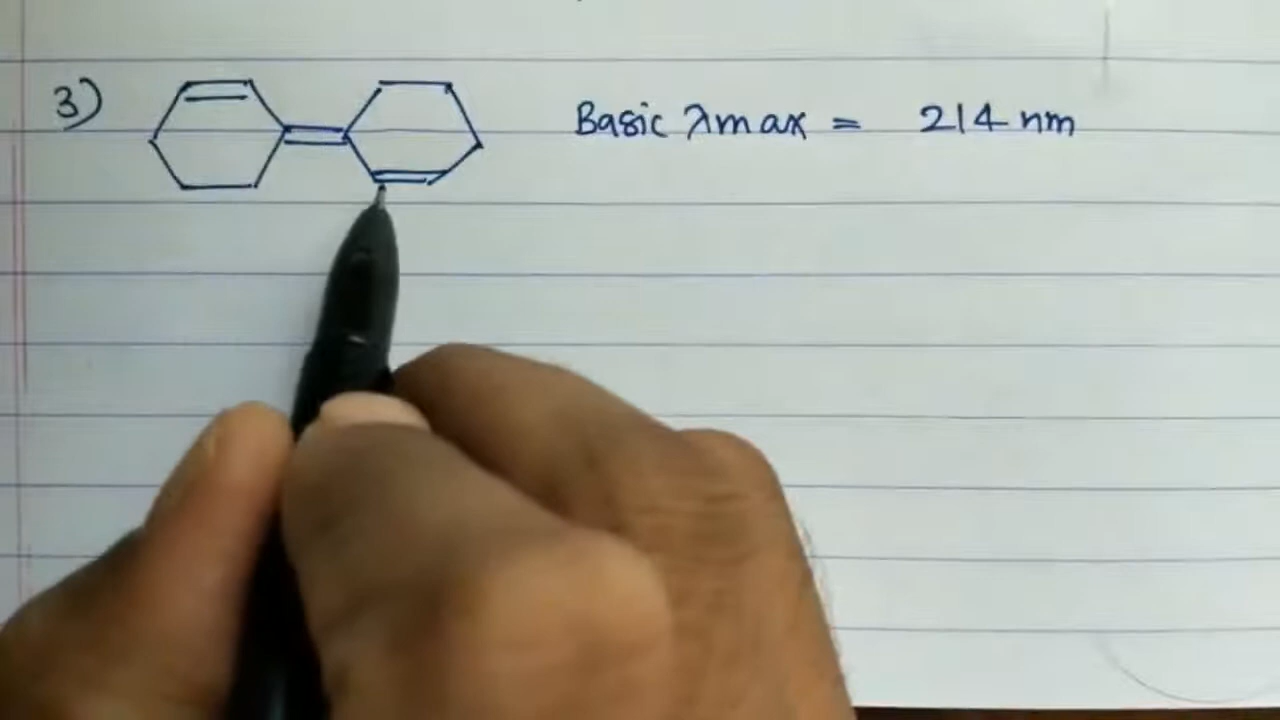 3) Basic λmax = 214 nm